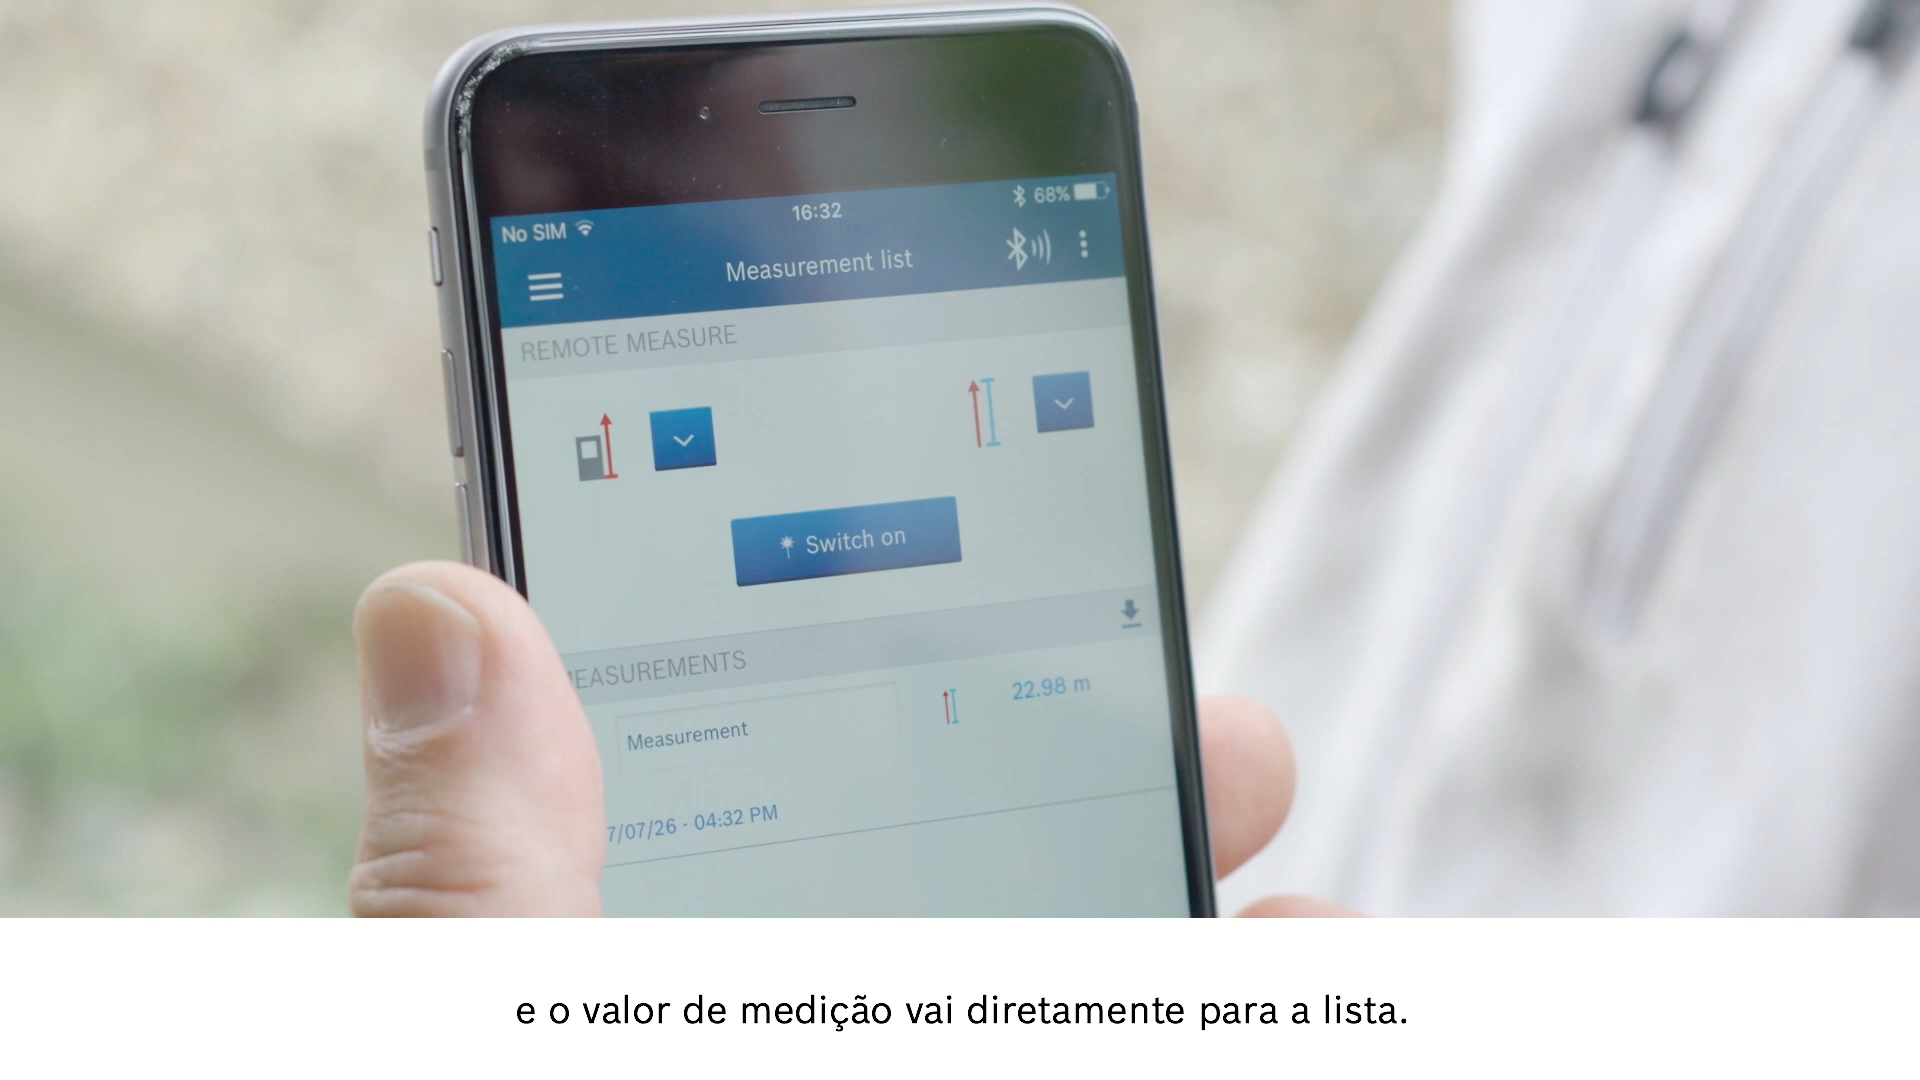 No SIM
16:32
68%
Measurement list
REMOTE MEASURE
Switch on
MEASUREMENTS
Measurement
22.98 m
7/07/26 - 04:32 PM
e o valor de medição vai diretamente para a lista.